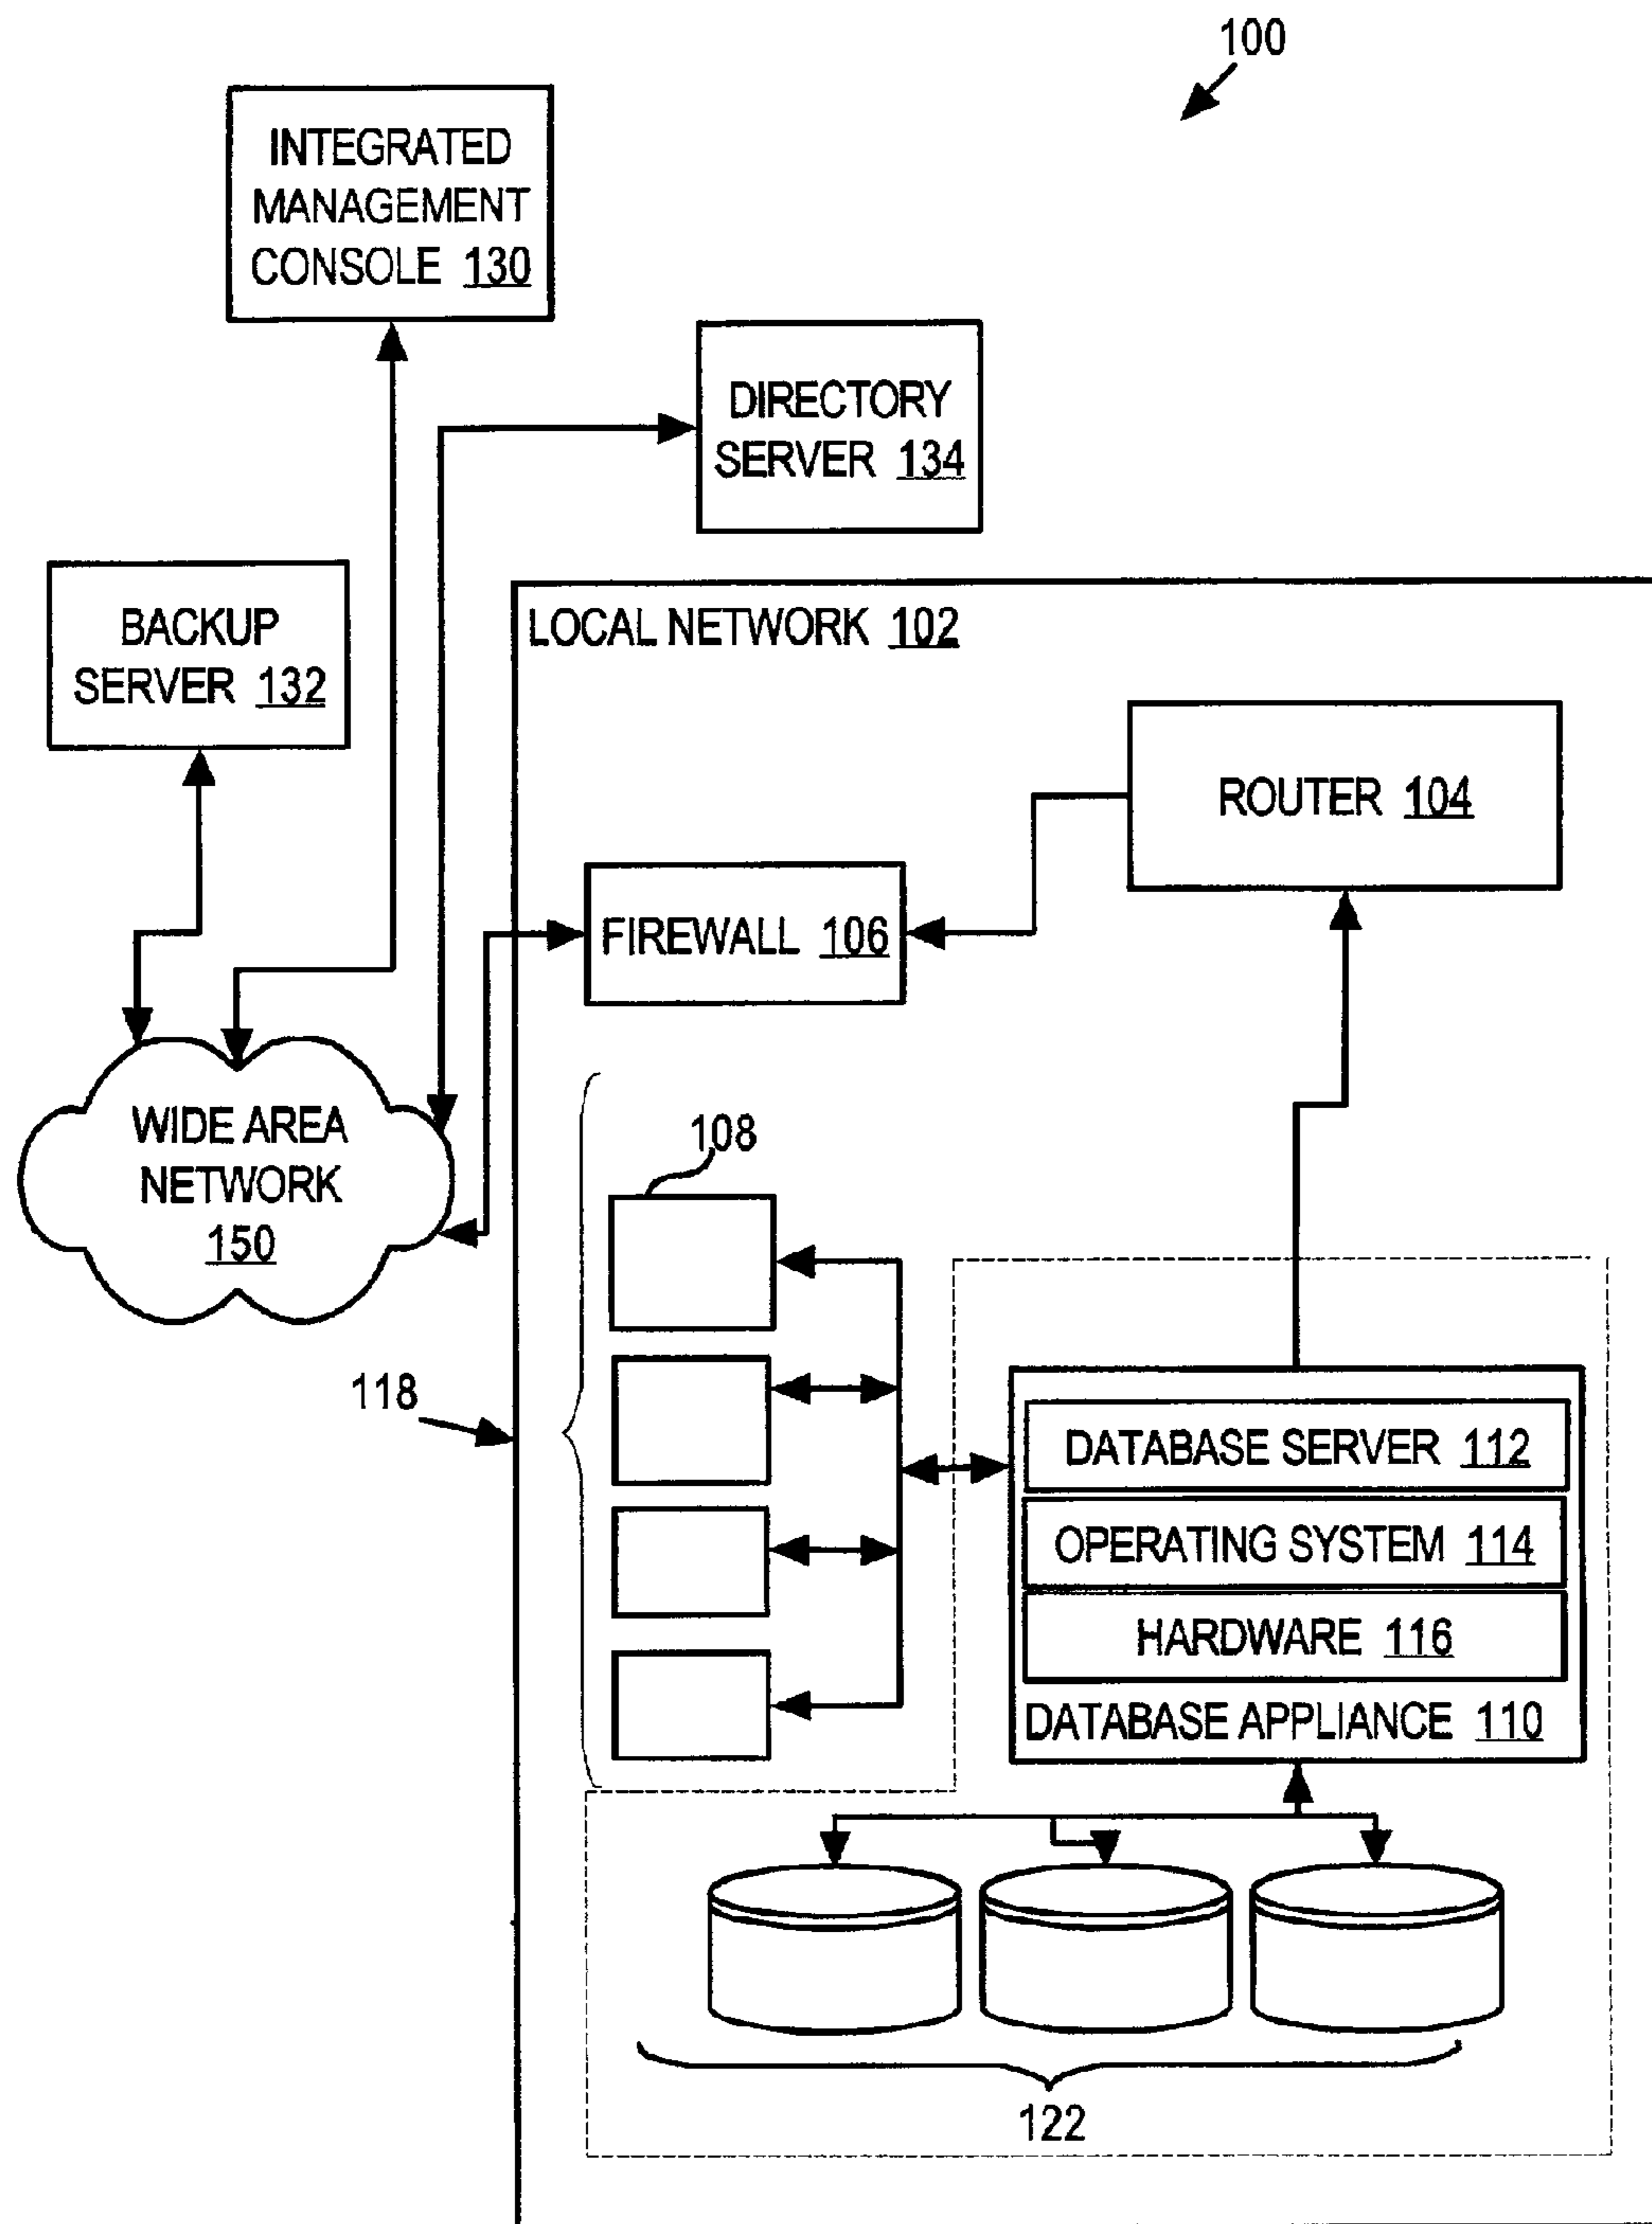 100
INTEGRATED
MANAGEMENT
CONSOLE 130
DIRECTORY
SERVER 134
BACKUP
SERVER 132
LOCAL NETWORK 102
ROUTER 104
FIREWALL 106
WIDE AREA
NETWORK
150
108
118
DATABASE SERVER 112
OPERATING SYSTEM 114
HARDWARE 116
DATABASE APPLIANCE 110
122